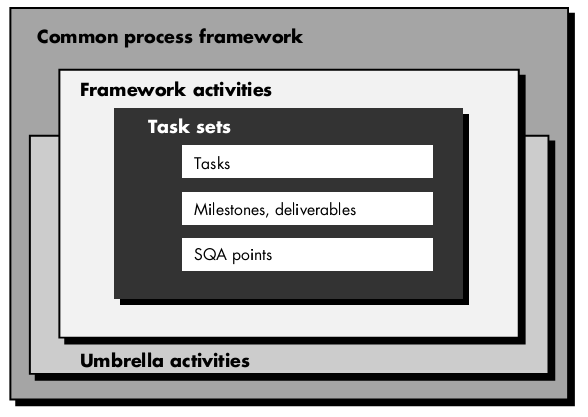 Common process framework
Framework activities
Task sets
Tasks
Milestones, deliverables
SQA points
Umbrella activities